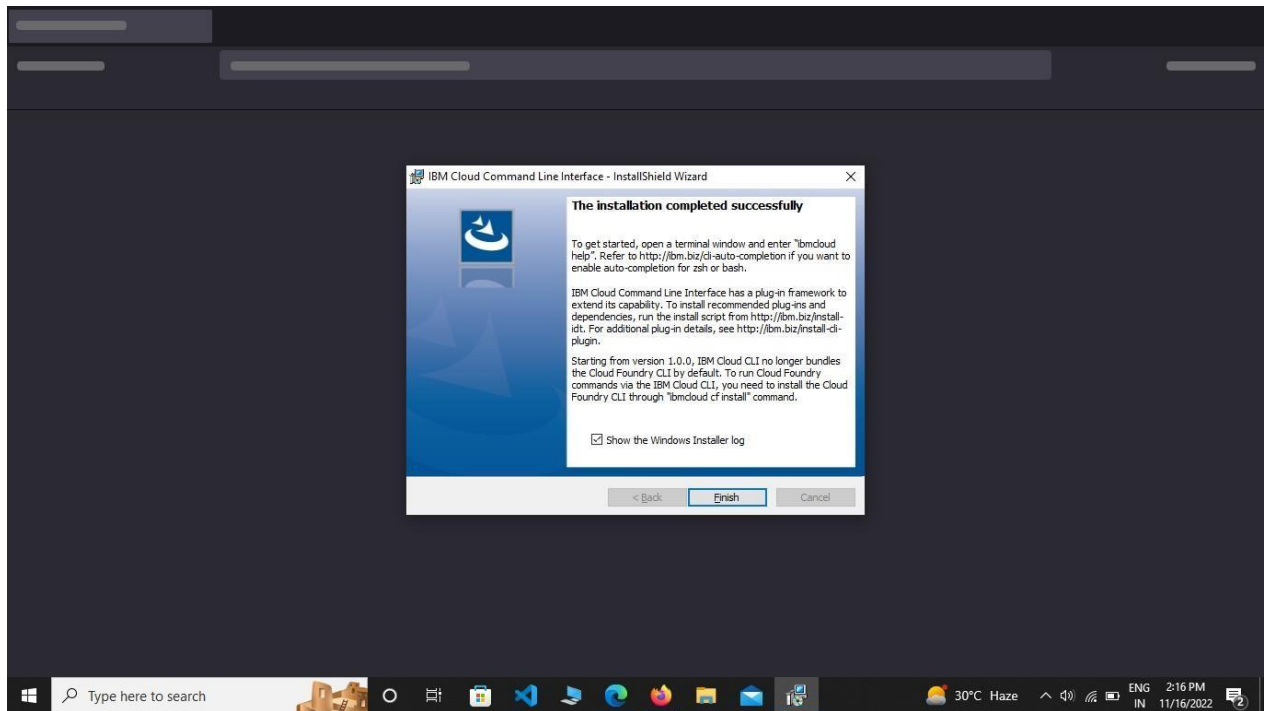 IBM Cloud Command Line Interface - InstallShield Wizard
The installation completed successfully
To get started, open a terminal window and enter "ibmcloud
help". Refer to http://ibm.biz/cli-auto-completion if you want to
enable auto-completion for zsh or bash.
IBM Cloud Command Line Interface has a plug-in framework to
extend its capability. To install recommended plug-ins and
dependencies, run the install script from http://ibm.biz/install-
idt. For additional plug-in details, see http://ibm.biz/install-cli-
plugin.
Starting from version 1.0.0, IBM Cloud CLI no longer bundles
the Cloud Foundry CLI by default. To run Cloud Foundry
commands via the IBM Cloud CLI, you need to install the Cloud
Foundry CLI through "ibmcloud cf install" command.
Show the Windows Installer log
< Back Finish Cancel
Type here to search
30°C Haze
ENG
IN
2:16 PM
11/16/2022
2